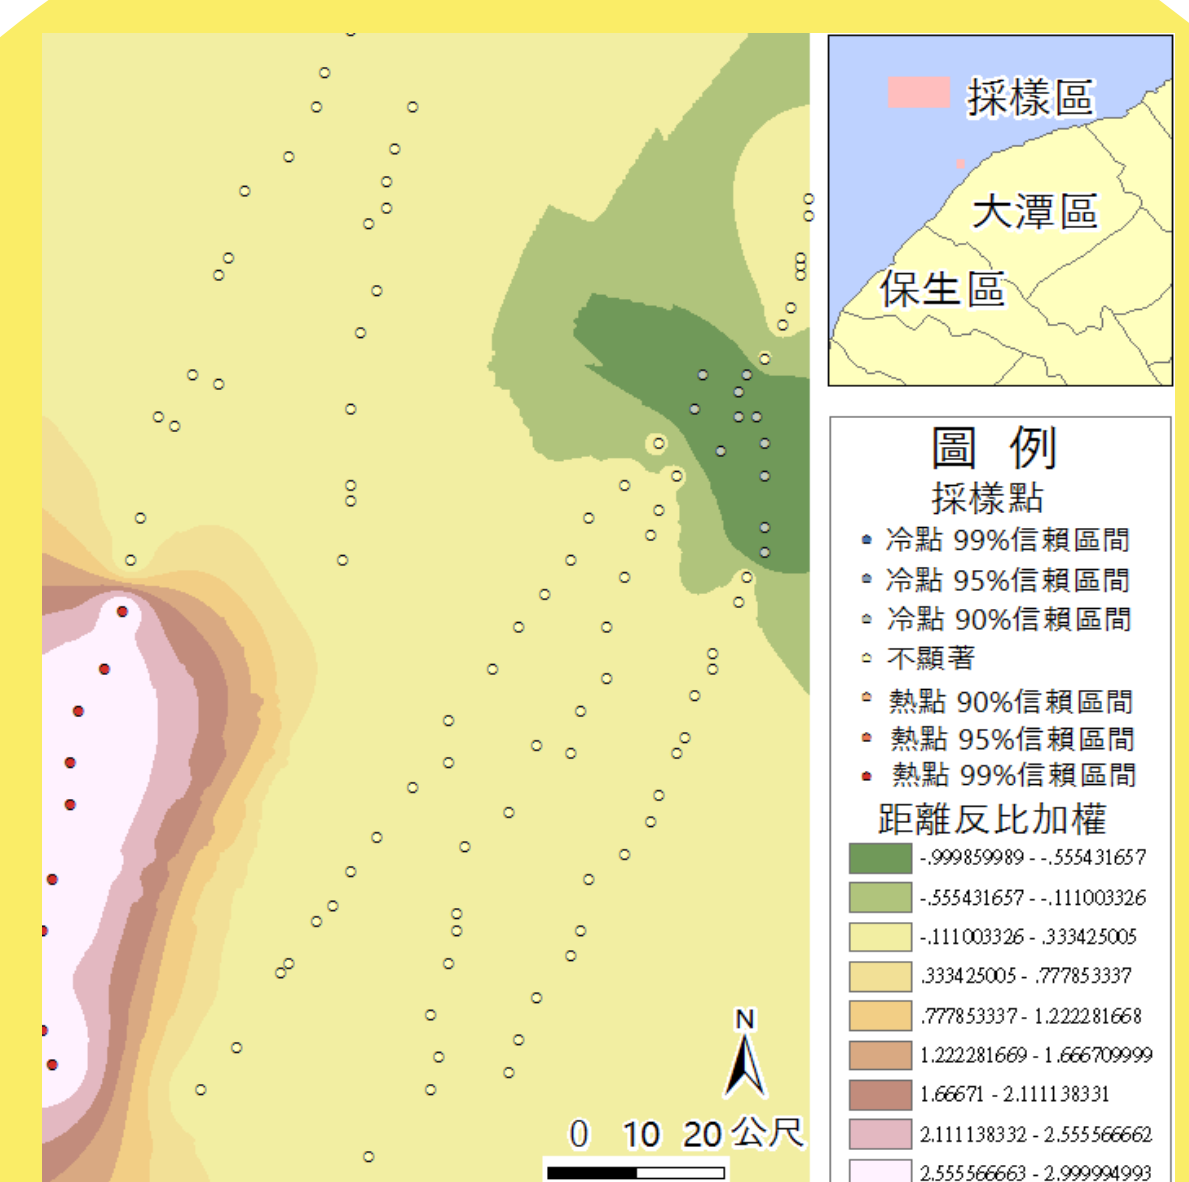 採樣區
大潭區
保生區
圖 例
採樣點
冷點 99%信賴區間
冷點 95%信賴區間
冷點 90%信賴區間
不顯著
熱點 90%信賴區間
熱點 95%信賴區間
熱點 99%信賴區間
距離反比加權
-.999859989 - -.555431657
-.555431657 - -.111003326
-.111003326 - .333425005
.333425005 - .777853337
.777853337 - 1.222281668
1.222281669 - 1.666709999
1.66671 - 2.111138331
2.111138332 - 2.555566662
2.555566663 - 2.999994993
N
0 10 20 公尺